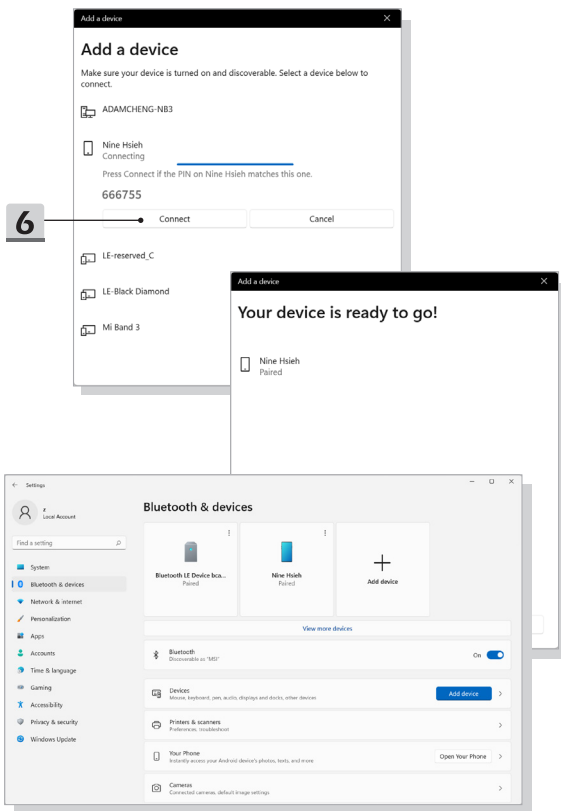 Add a device
Add a device
Make sure your device is turned on and discoverable. Select a device below to
connect.
ADAMCHENG-NB3
Nine Hsieh
Connecting
Press Connect if the PIN on Nine Hsieh matches this one.
666755
6
Connect
Cancel
LE-reserved_C
LE-Black Diamond
Mi Band 3
Add a device
Your device is ready to go!
Nine Hsieh
Paired
Settings
Local Account
Find a setting
System
Bluetooth & devices
Network & internet
Personalization
Apps
Accounts
Time & language
Gaming
Accessibility
Privacy & security
Windows Update
Bluetooth & devices
Bluetooth LE Device bca...
Paired
Nine Hsieh
Paired
Add device
View more devices
Bluetooth
Discoverable as "MSI"
On
Devices
Mouse, keyboard, pen, audio, displays and docks, other devices
Add device
Printers & scanners
Preferences, troubleshoot
Your Phone
Instantly access your Android device's photos, texts, and more
Open Your Phone
Cameras
Connected cameras, default image settings